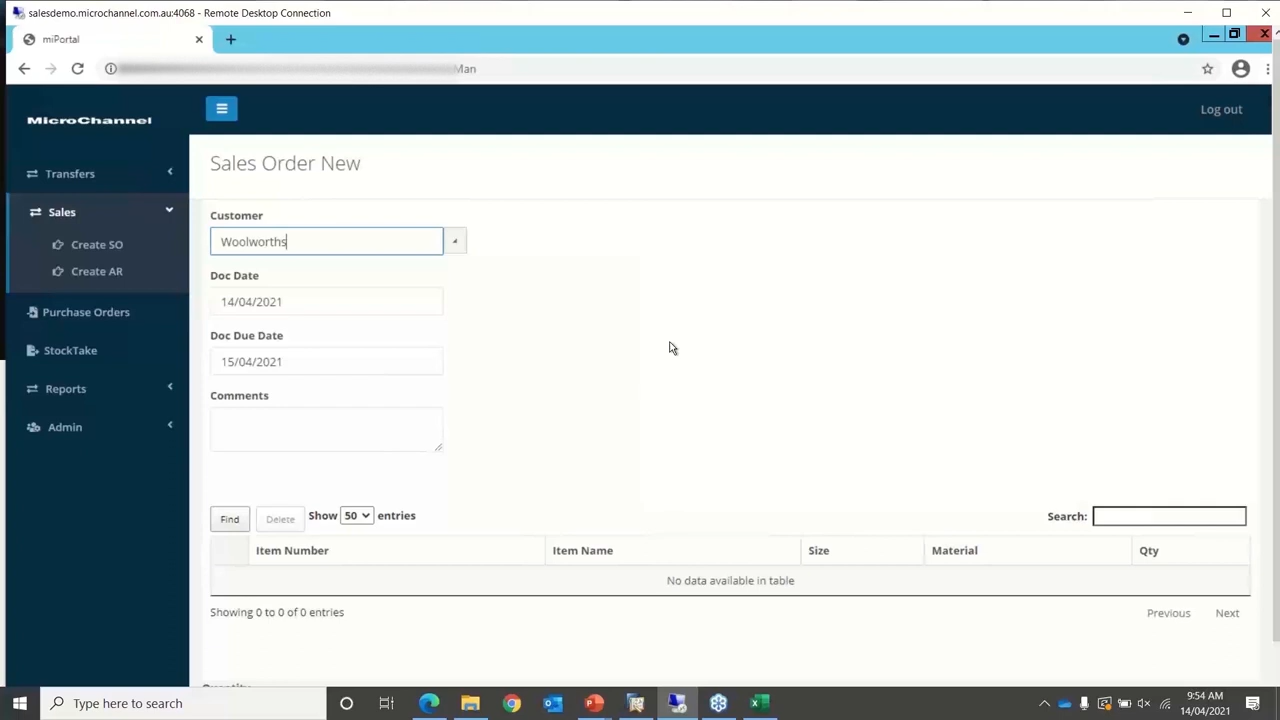 salesdemo.microchannel.com.au:4068 - Remote Desktop Connection
miPortal
Man
MicroChannel
Log out
Transfers
Sales
Create SO
Create AR
Purchase Orders
StockTake
Reports
Admin
Sales Order New
Customer
Woolworths
Doc Date
14/04/2021
Doc Due Date
15/04/2021
Comments
Find Delete Show 50 entries Search:
Item Number Item Name Size Material Qty
No data available in table
Showing 0 to 0 of 0 entries Previous Next
Quantity
Type here to search
9:54 AM
14/04/2021